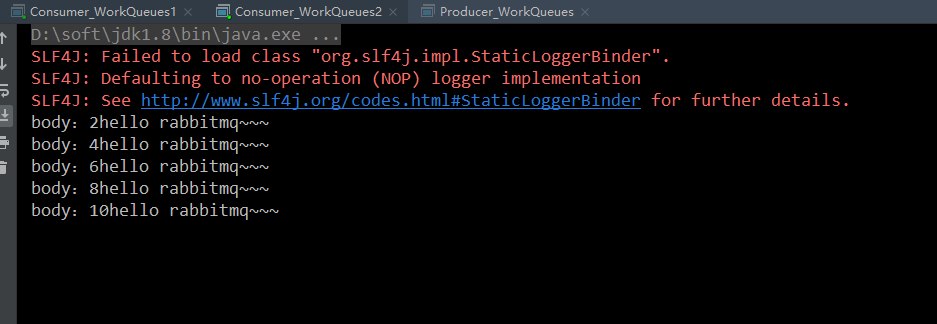 Consumer_WorkQueues1 Consumer_WorkQueues2 Producer_WorkQueues
D:\soft\jdk1.8\bin\java.exe ...
SLF4J: Failed to load class "org.slf4j.impl.StaticLoggerBinder".
SLF4J: Defaulting to no-operation (NOP) logger implementation
SLF4J: See http://www.slf4j.org/codes.html#StaticLoggerBinder for further details.
body：2hello rabbitmq~~~
body：4hello rabbitmq~~~
body：6hello rabbitmq~~~
body：8hello rabbitmq~~~
body：10hello rabbitmq~~~